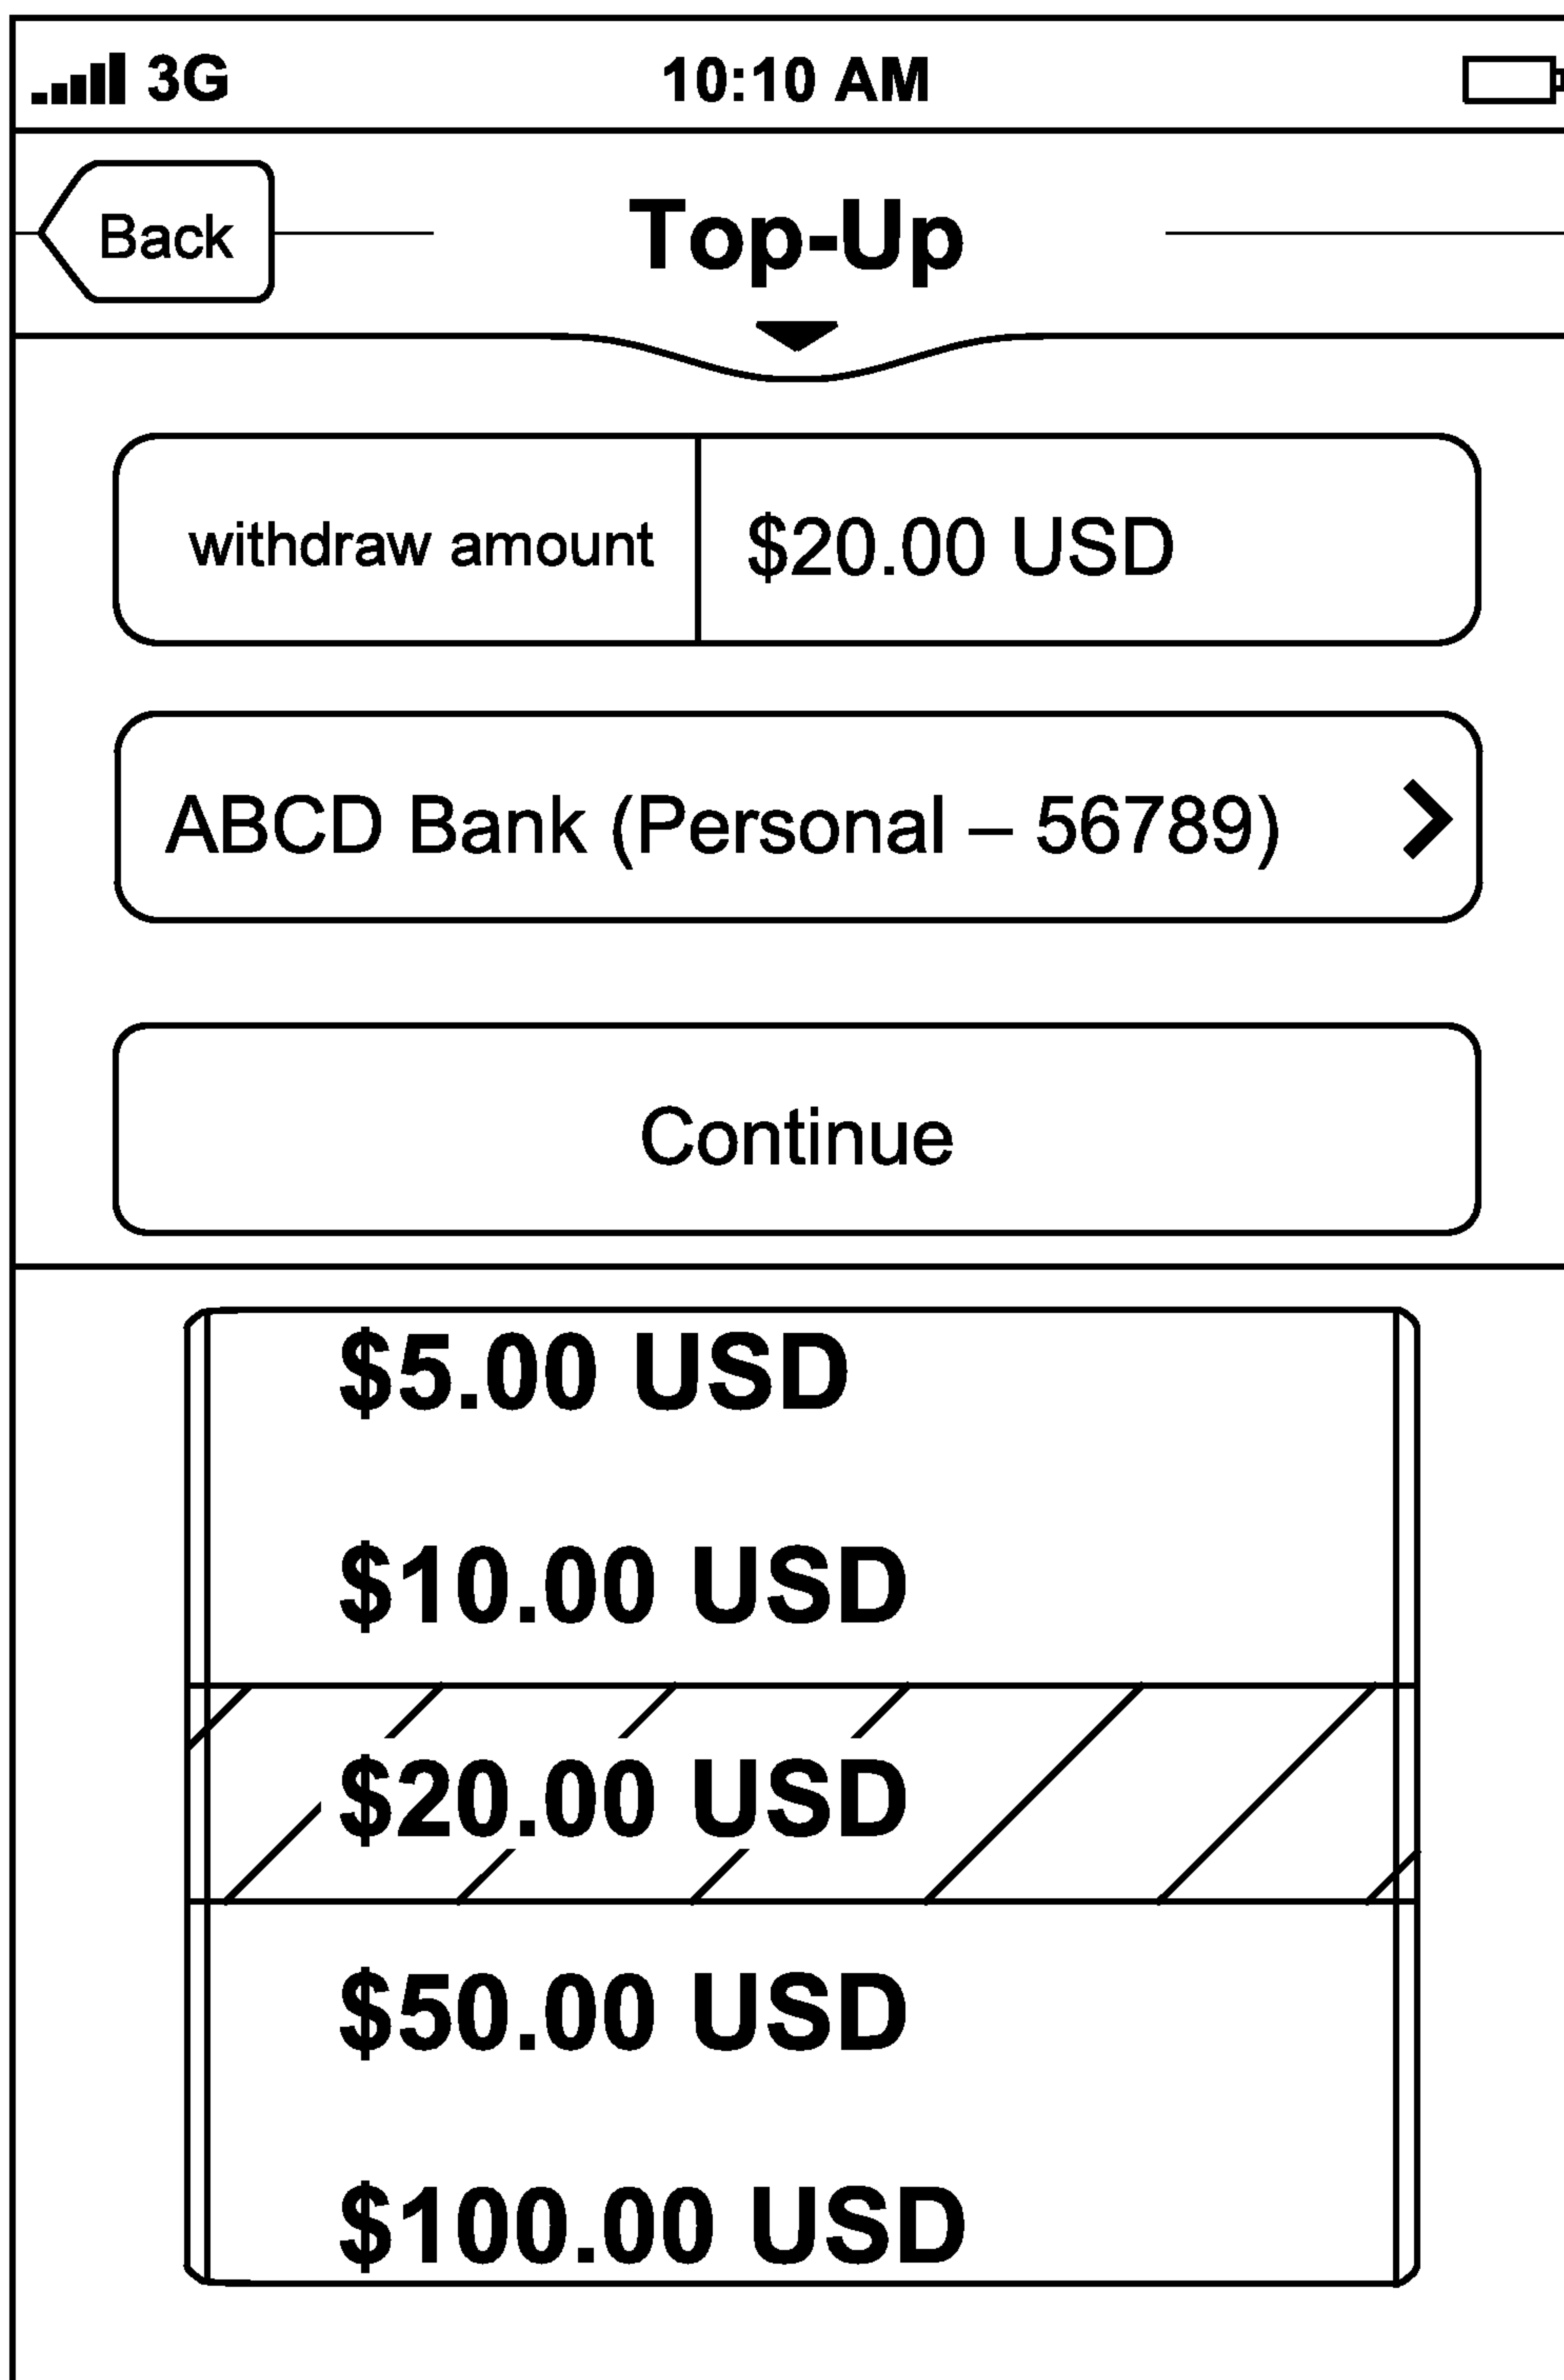 3G 10:10 AM
Back Top-Up
withdraw amount $20.00 USD
ABCD Bank (Personal – 56789)
Continue
$5.00 USD
$10.00 USD
$20.00 USD
$50.00 USD
$100.00 USD